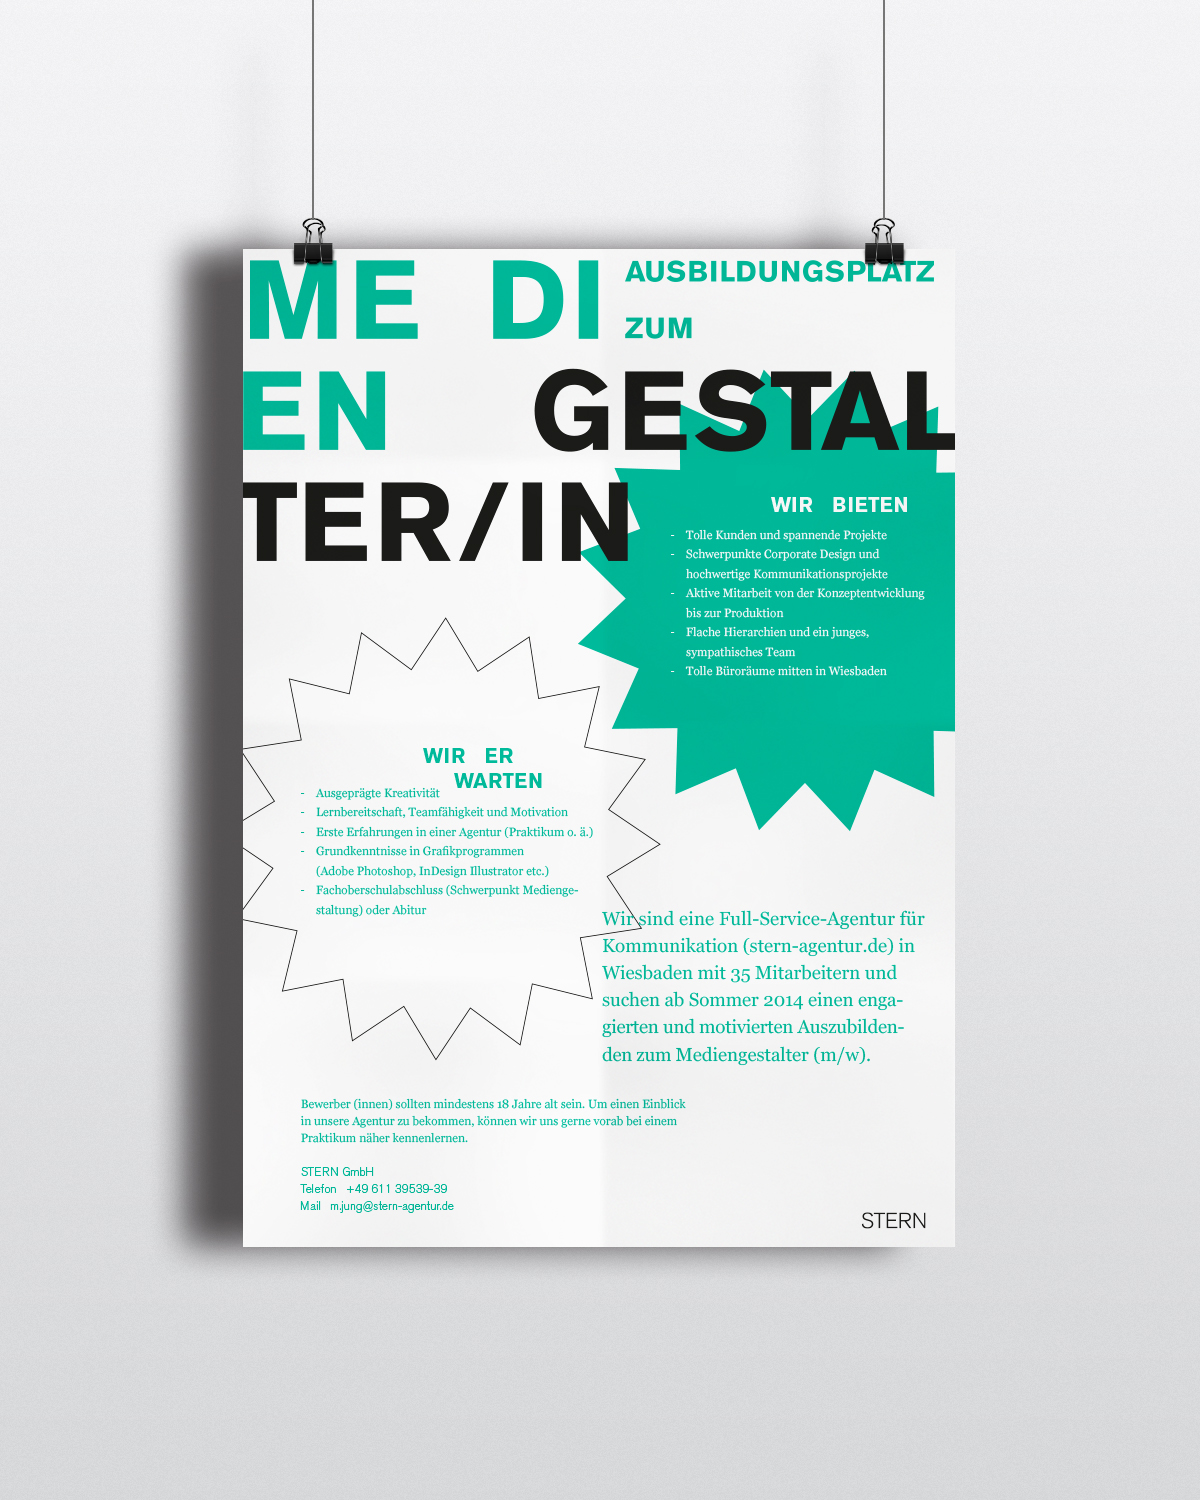 ME DI AUSBILDUNGSPLATZ
ZUM
EN GESTAL
TER/IN
WIR BIETEN
- Tolle Kunden und spannende Projekte
- Schwerpunkte Corporate Design und
hochwertige Kommunikationsprojekte
- Aktive Mitarbeit von der Konzeptentwicklung
bis zur Produktion
- Flache Hierarchien und ein junges,
sympathisches Team
- Tolle Büroräume mitten in Wiesbaden
WIR ER
WARTEN
- Ausgeprägte Kreativität
- Lernbereitschaft, Teamfähigkeit und Motivation
- Erste Erfahrungen in einer Agentur (Praktikum o. ä.)
- Grundkenntnisse in Grafikprogrammen
(Adobe Photoshop, InDesign Illustrator etc.)
- Fachoberschulabschluss (Schwerpunkt Medienge-
staltung) oder Abitur
Wir sind eine Full-Service-Agentur für
Kommunikation (stern-agentur.de) in
Wiesbaden mit 35 Mitarbeitern und
suchen ab Sommer 2014 einen enga-
gierten und motivierten Auszubilden-
den zum Mediengestalter (m/w).
Bewerber (innen) sollten mindestens 18 Jahre alt sein. Um einen Einblick
in unsere Agentur zu bekommen, können wir uns gerne vorab bei einem
Praktikum näher kennenlernen.
STERN GmbH
Telefon +49 611 39539-39
Mail m.jung@stern-agentur.de
STERN